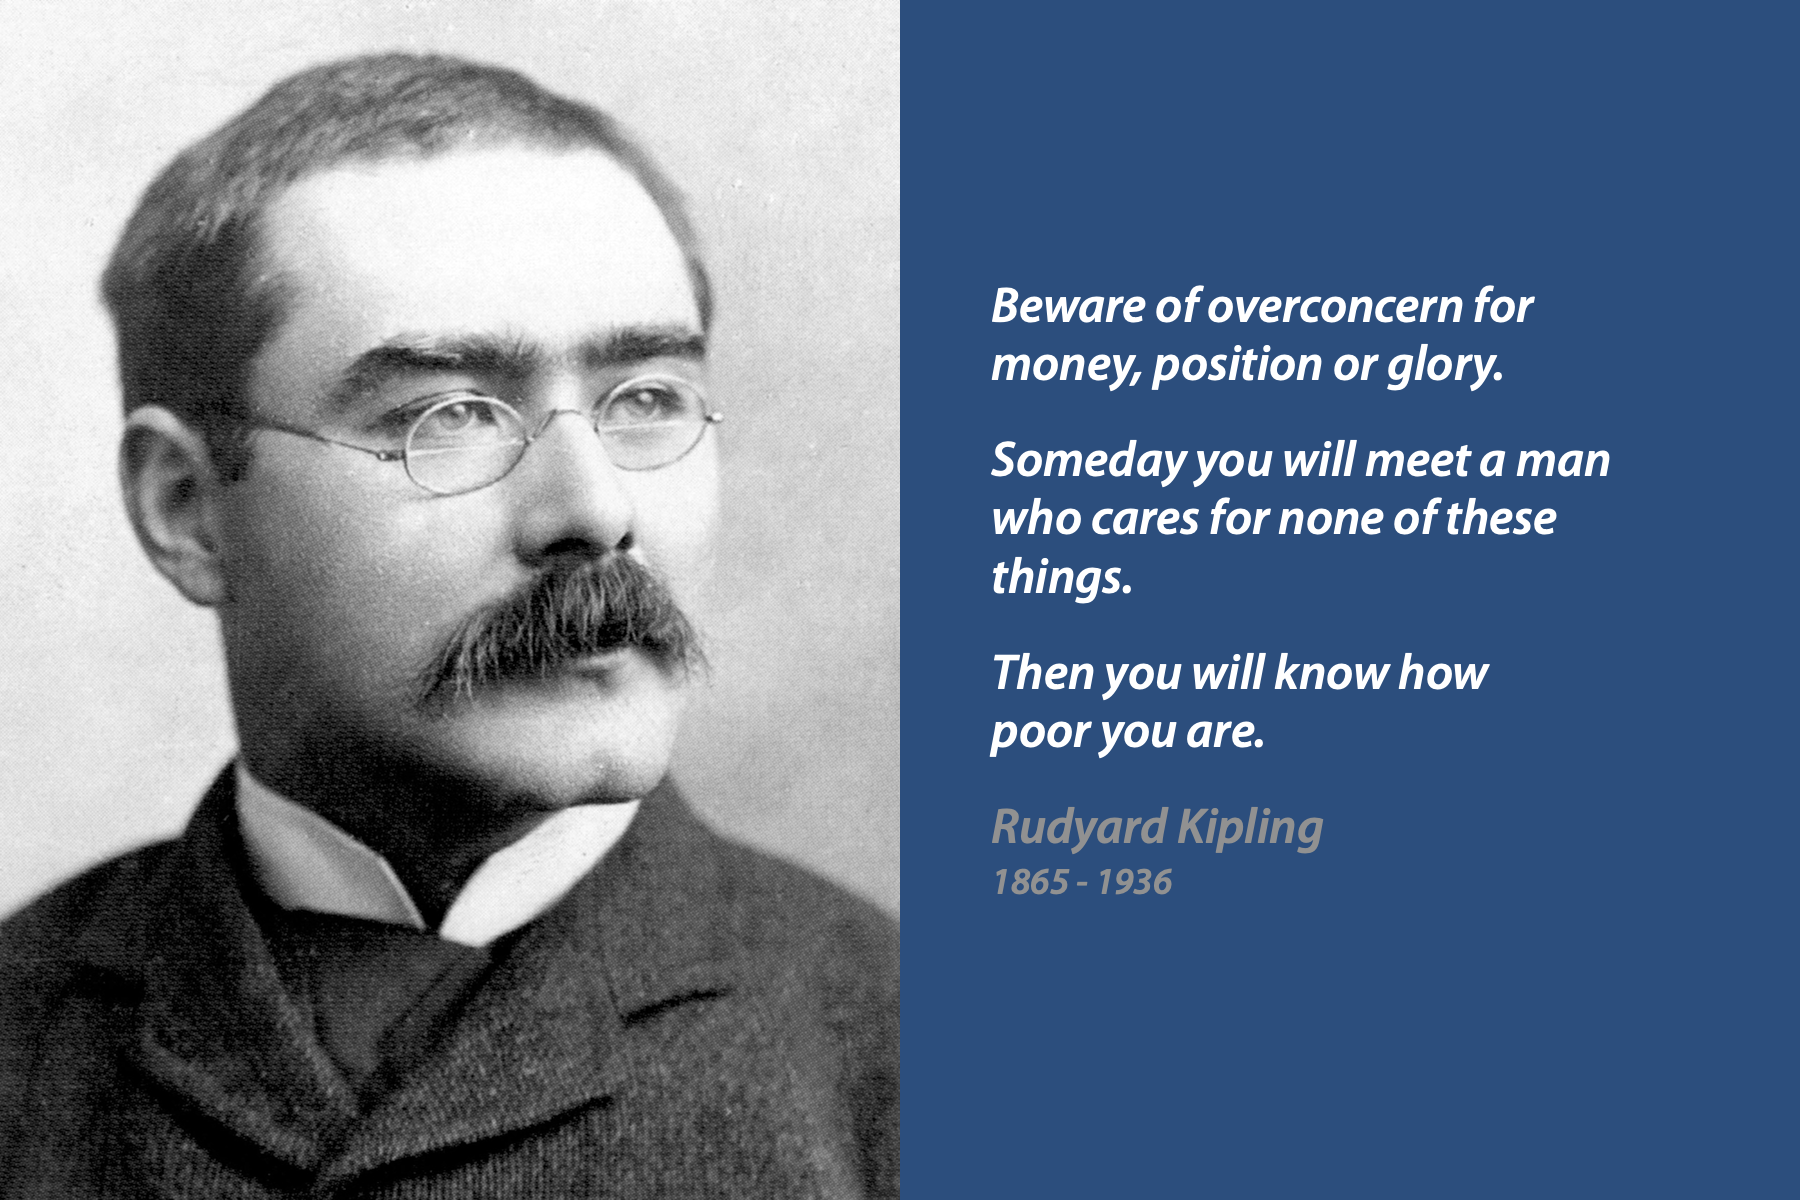 Beware of overconcern for
money, position or glory.
Someday you will meet a man
who cares for none of these
things.
Then you will know how
poor you are.
Rudyard Kipling
1865 - 1936